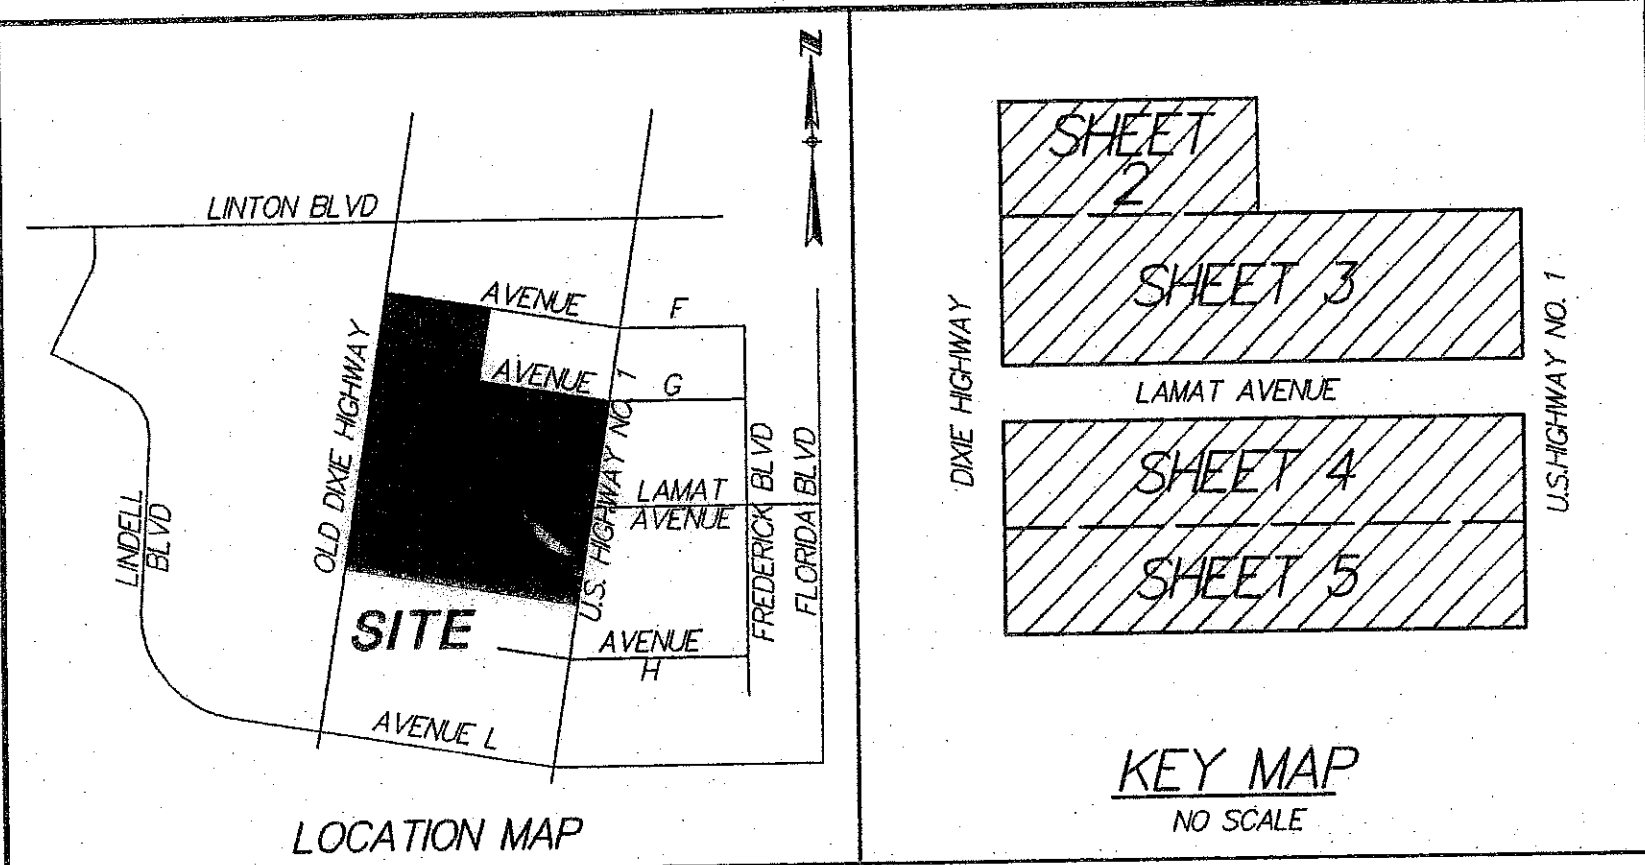 N
LINTON BLVD
AVENUE F
AVENUE G
OLD DIXIE HIGHWAY
U.S. HIGHWAY NO. 1
LAMAT
AVENUE
FREDERICK BLVD
FLORIDA BLVD
LINDELL
BLVD
SITE
AVENUE
H
AVENUE L
LOCATION MAP
SHEET
2
SHEET 3
DIXIE HIGHWAY
LAMAT AVENUE
U.S.HIGHWAY NO. 1
SHEET 4
SHEET 5
KEY MAP
NO SCALE